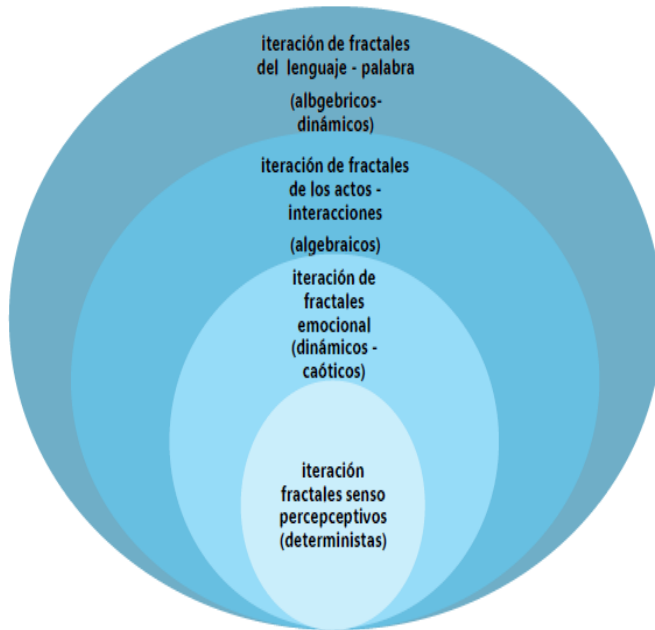 iteración de fractales
del lenguaje - palabra
(albgebricos-
dinámicos)
iteración de fractales
de los actos -
interacciones
(algebraicos)
iteración de
fractales
emocional
(dinámicos -
caóticos)
iteración
fractales senso
percepceptivos
(deterministas)